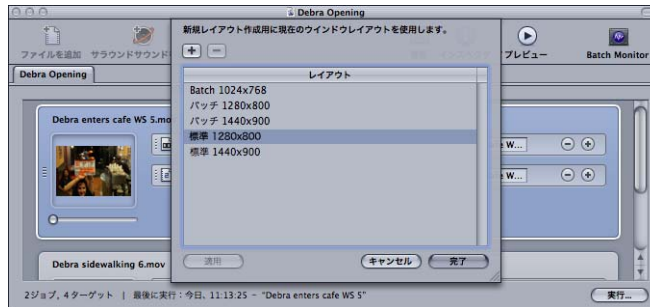 Debra Opening
新規レイアウト作成用に現在のウインドウレイアウトを使用します。
ファイルを追加 サラウンドサウンド
プレビュー
Batch Monitor
Debra Opening
レイアウト
Batch 1024x768
バッチ 1280x800
バッチ 1440x900
標準 1280x800
標準 1440x900
Debra enters cafe WS 5.mo
W...
W...
Debra sidewalking 6.mov
適用
キャンセル
完了
2ジョブ, 4ターゲット | 最後に実行：今日、11:13:25 - "Debra enters cafe WS 5"
実行...